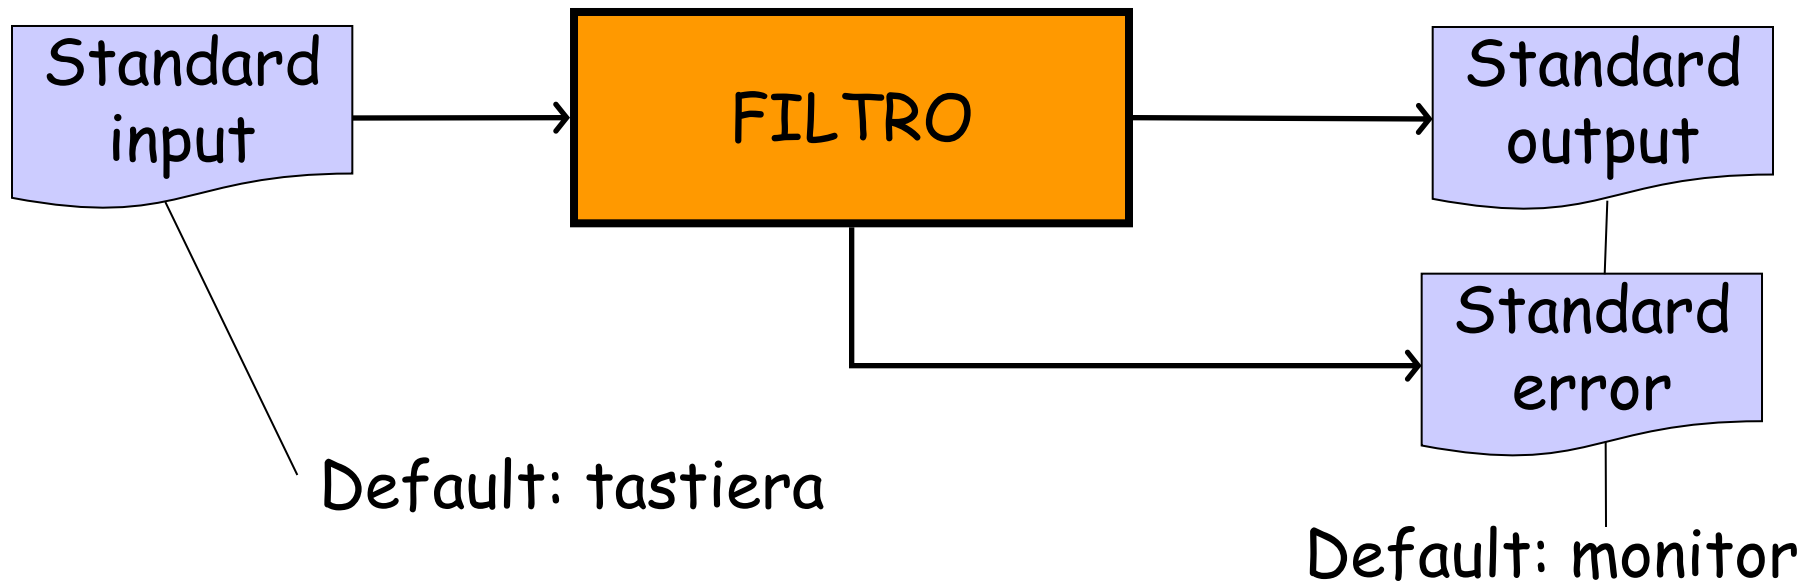 Standard
input
FILTRO
Standard
output
Standard
error
Default: tastiera
Default: monitor